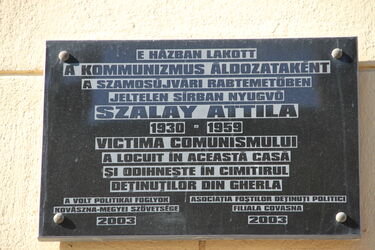 E HÁZBAN LAKOTT
A KOMMUNIZMUS ÁLDOZATAKÉNT
A SZAMOSÚJVÁRI RABTEMETŐBEN
JELTELEN SÍRBAN NYUGVÓ
SZALAY ATTILA
1930 - 1959
VICTIMA COMUNISMULUI
A LOCUIT ÎN ACEASTĂ CASĂ
ȘI ODIHNEȘTE ÎN CIMITIRUL
DEȚINUȚILOR DIN GHERLA
A VOLT POLITIKAI FOGLYOK
KOVÁSZNA-MEGYEI SZÖVETSÉGE
2003
ASOCIAȚIA FOȘTILOR DEȚINUȚI POLITICI
FILIALA COVASNA
2003